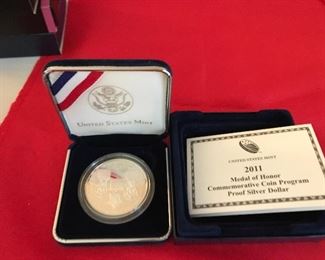 UNITED STATES MINT
UNITED STATES MINT
2011
Medal of Honor
Commemorative Coin Program
Proof Silver Dollar